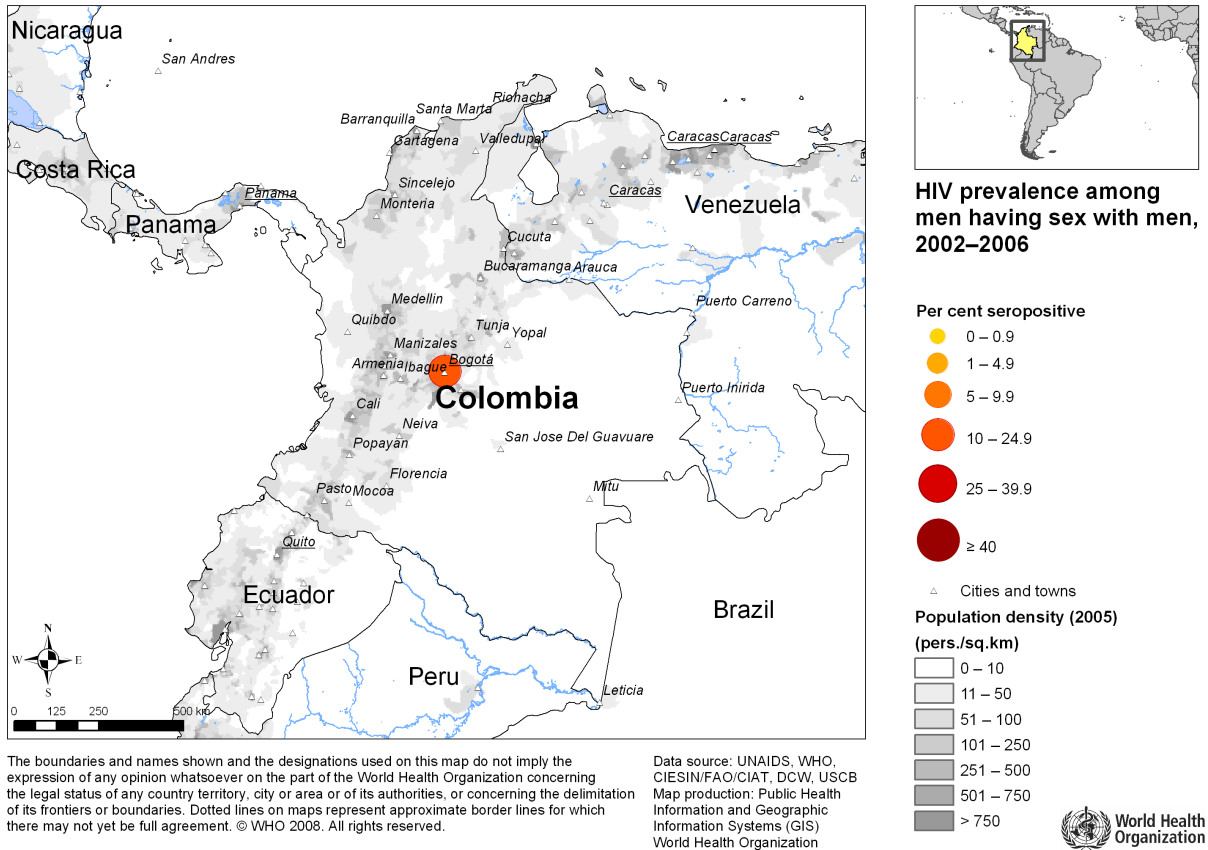 Nicaragua
San Andres
Riohacha
Santa Marta
Barranquilla
Cartagena
Valledupar
CaracasCaracas
Costa Rica
Sincelejo
Panama
Monteria
Caracas
Venezuela
Panama
Cucuta
Bucaramanga
Arauca
Medellin
Puerto Carreno
Quibdo
Tunja
Yopal
Manizales
Armenia
Ibague
Bogotá
Puerto Inirida
Colombia
Cali
Neiva
San Jose Del Guavuare
Popayan
Florencia
Pasto
Mocoa
Mitu
Quito
Ecuador
Brazil
N
W
E
S
Peru
Leticia
0 125 250 500 km
HIV prevalence among
men having sex with men,
2002–2006
Per cent seropositive
0 – 0.9
1 – 4.9
5 – 9.9
10 – 24.9
25 – 39.9
≥ 40
Cities and towns
Population density (2005)
(pers./sq.km)
0 – 10
11 – 50
51 – 100
101 – 250
251 – 500
501 – 750
> 750
The boundaries and names shown and the designations used on this map do not imply the
expression of any opinion whatsoever on the part of the World Health Organization concerning
the legal status of any country territory, city or area or of its authorities, or concerning the delimitation
of its frontiers or boundaries. Dotted lines on maps represent approximate border lines for which
there may not yet be full agreement. © WHO 2008. All rights reserved.
Data source: UNAIDS, WHO,
CIESIN/FAO/CIAT, DCW, USCB
Map production: Public Health
Information and Geographic
Information Systems (GIS)
World Health Organization
World Health
Organization